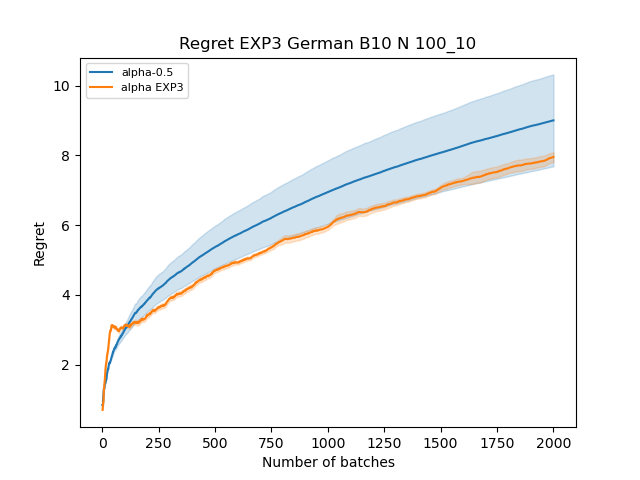 Regret EXP3 German B10 N 100_10
alpha-0.5
alpha EXP3
10
8
6
4
2
Regret
0 250 500 750 1000 1250 1500 1750 2000
Number of batches